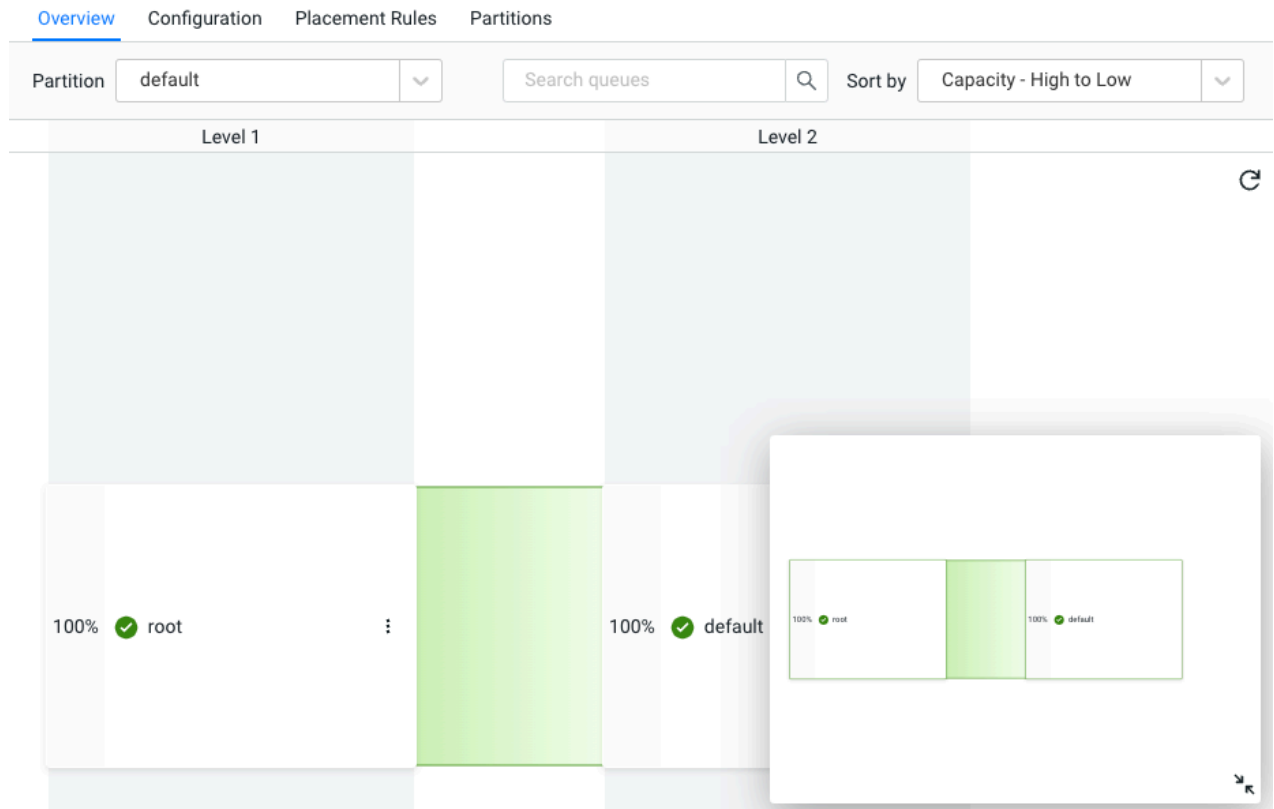 Overview Configuration Placement Rules Partitions
Partition default Search queues Sort by Capacity - High to Low
Level 1 Level 2
100% root 100% default
100% root 100% default